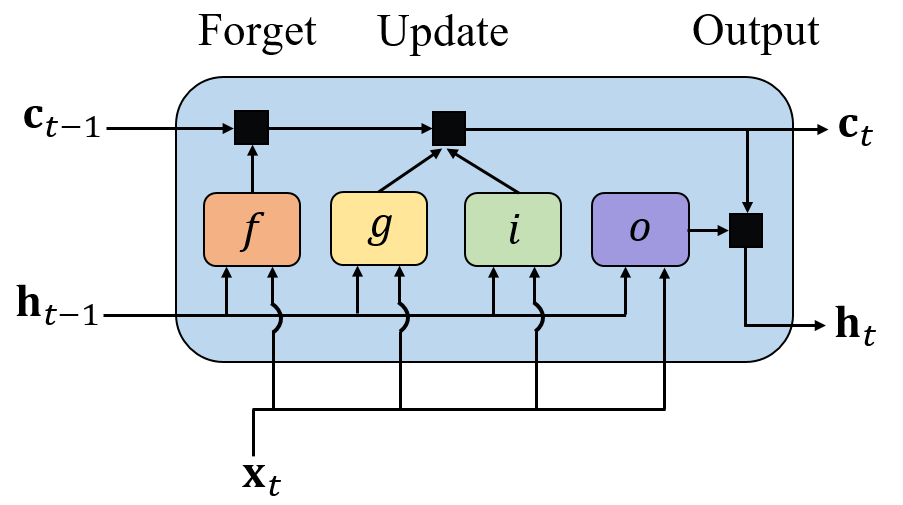 Forget Update Output
c_{t-1} c_t
f g i o
h_{t-1} h_t
x_t